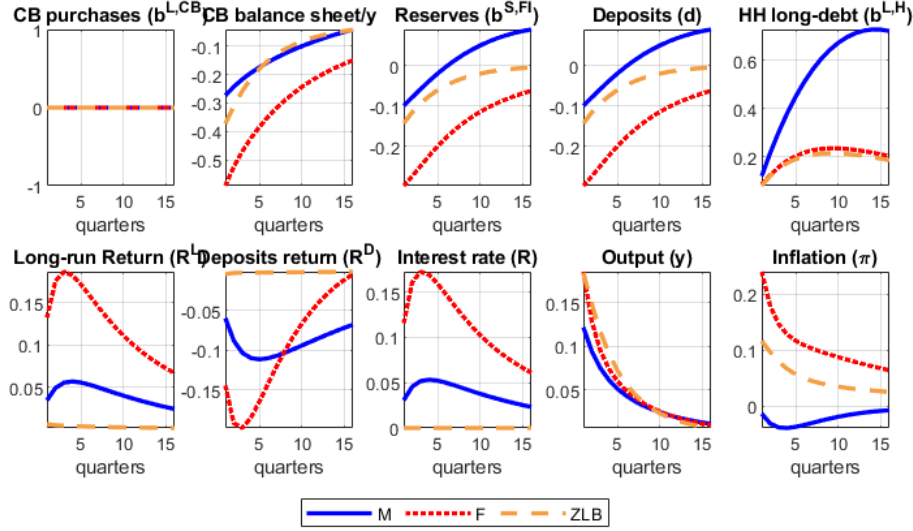 CB purchases (b^{L,CB})
CB balance sheet/y
Reserves (b^{S,FI})
Deposits (d)
HH long-debt (b^{L,H})
1
0
-1
-0.1
-0.2
-0.3
-0.4
-0.5
0
-0.1
-0.2
0
-0.1
-0.2
0.6
0.4
0.2
5 10 15
5 10 15
5 10 15
5 10 15
5 10 15
quarters
quarters
quarters
quarters
quarters
Long-run Return (R^L)
Deposits return (R^D)
Interest rate (R)
Output (y)
Inflation (π)
0.15
0.1
0.05
-0.05
-0.1
-0.15
0.15
0.1
0.05
0
0.15
0.1
0.05
0.2
0.1
0
5 10 15
5 10 15
5 10 15
5 10 15
5 10 15
quarters
quarters
quarters
quarters
quarters
M F ZLB